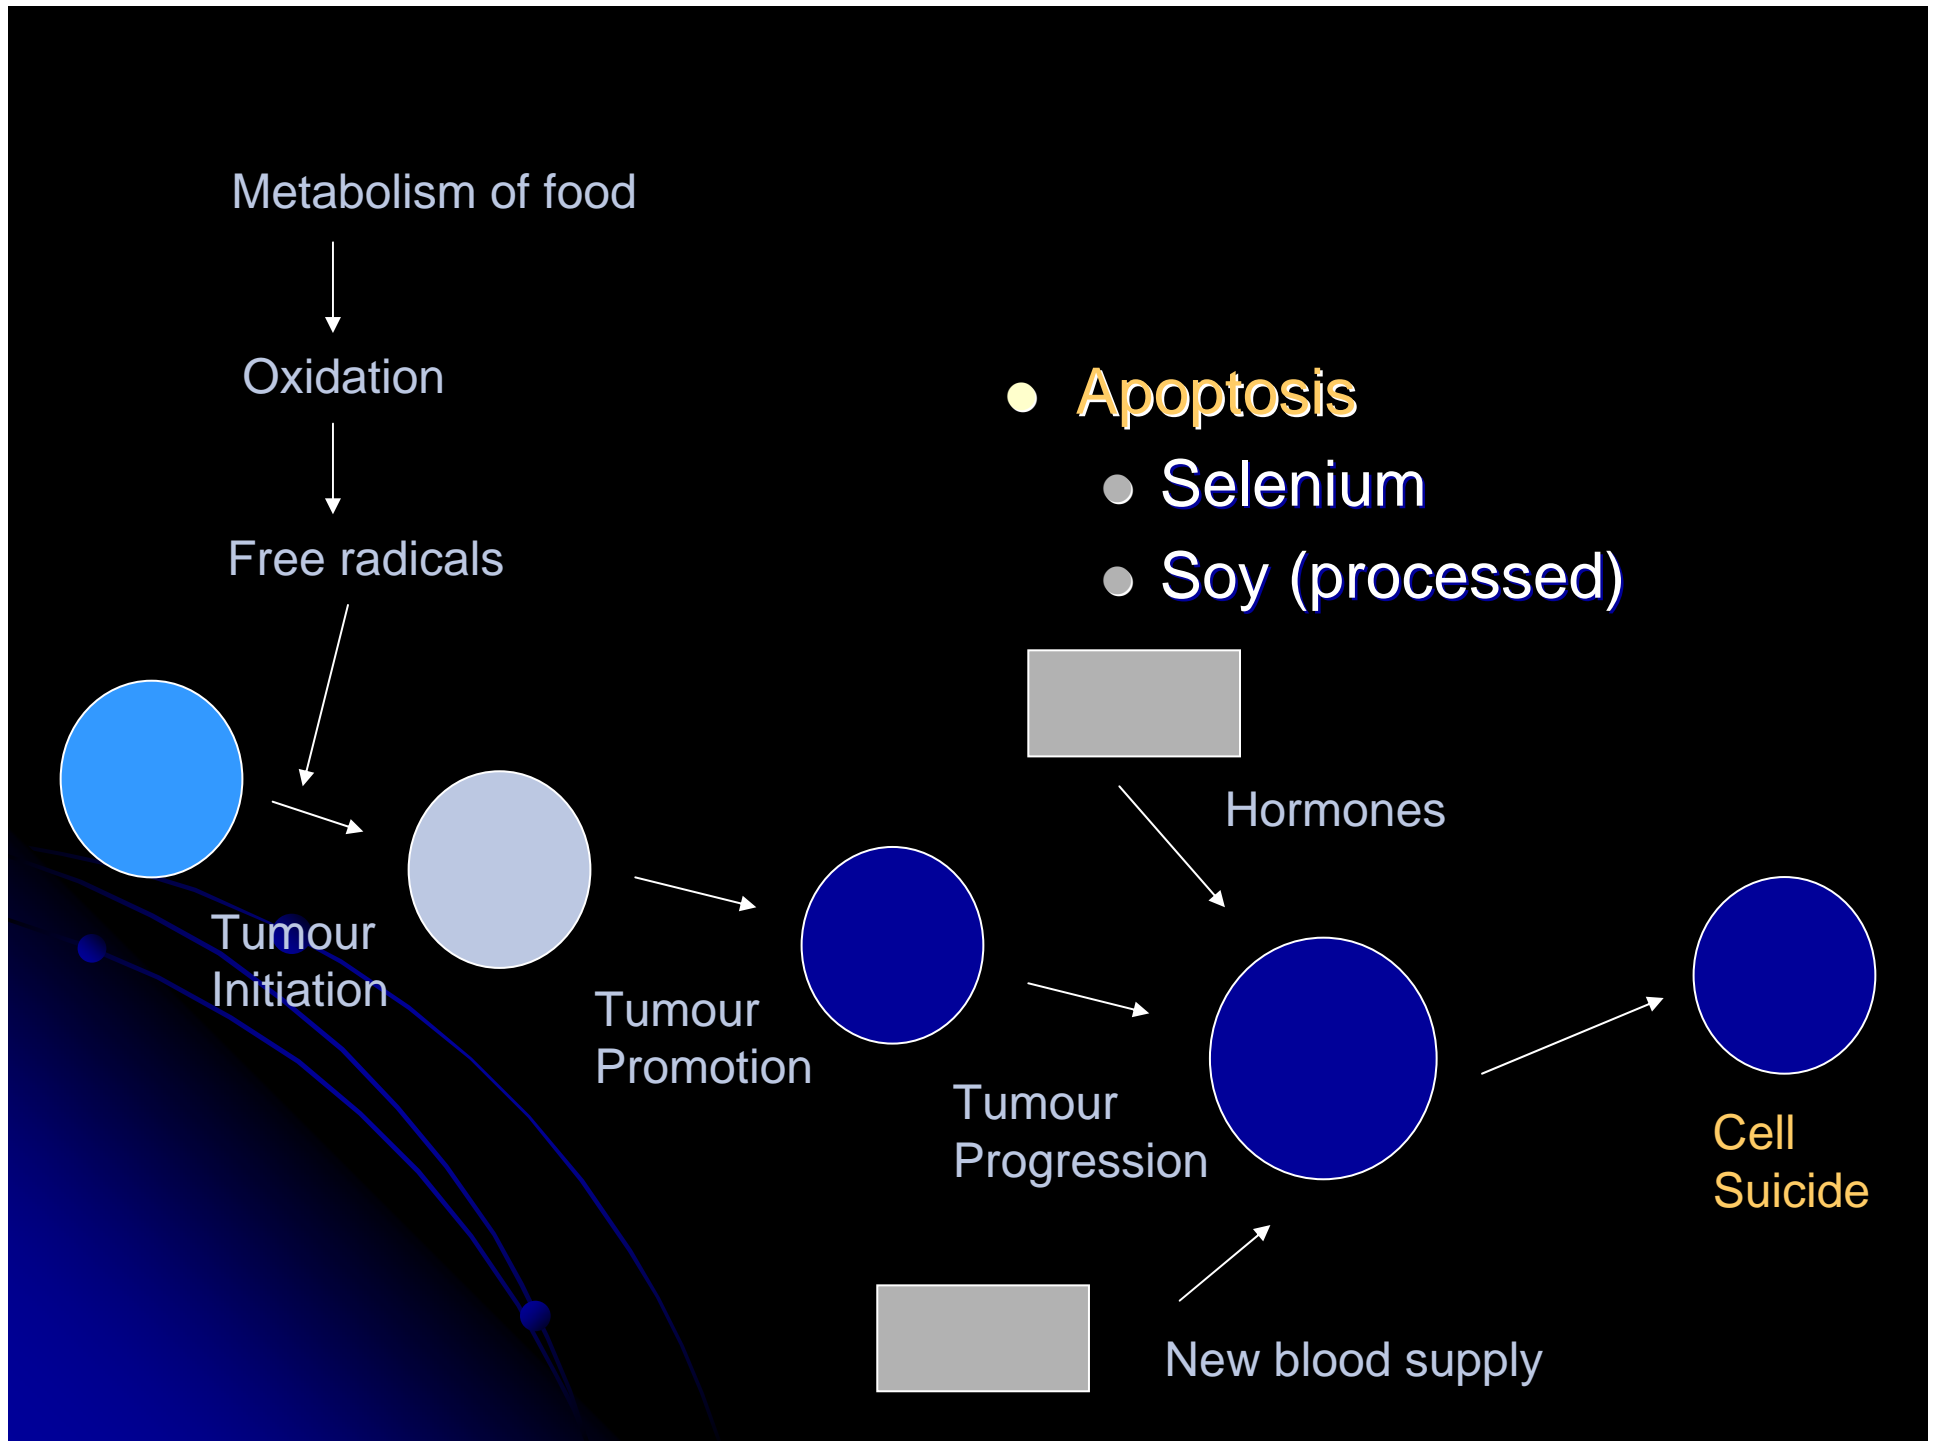 Metabolism of food
Oxidation
Free radicals
Apoptosis
Selenium
Soy (processed)
Hormones
Tumour
Initiation
Tumour
Promotion
Tumour
Progression
Cell
Suicide
New blood supply